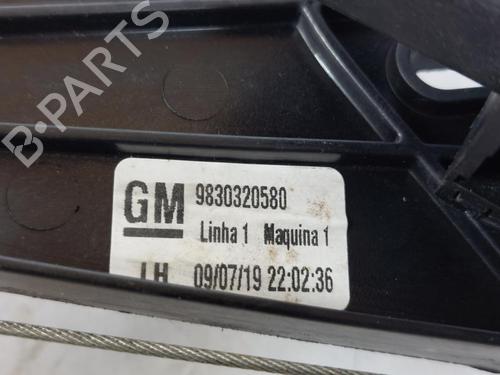 B-PARTS
GM 9830320580
Linha 1 Maquina 1
LH 09/07/19 22:02:36